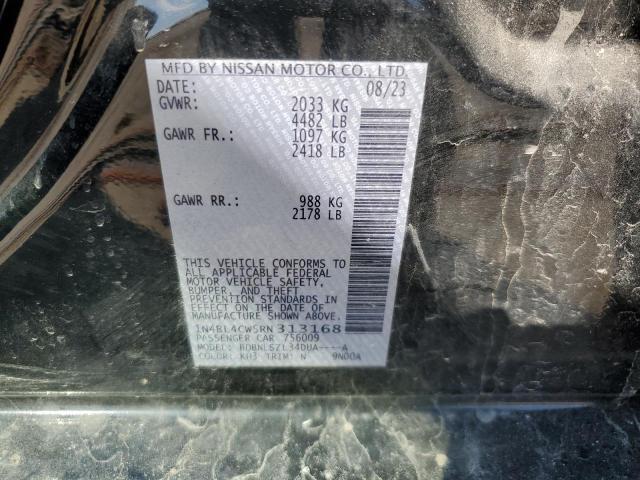 MFD BY NISSAN MOTOR CO., LTD.
DATE: 08/23
GVWR: 2033 KG
4482 LB
GAWR FR.: 1097 KG
2418 LB
GAWR RR.: 988 KG
2178 LB
THIS VEHICLE CONFORMS TO
ALL APPLICABLE FEDERAL
MOTOR VEHICLE SAFETY,
BUMPER, AND THEFT
PREVENTION STANDARDS IN
EFFECT ON THE DATE OF
MANUFACTURE SHOWN ABOVE.
1N4BL4CW5RN313168
PASSENGER CAR 756009
MODEL: A
COLOR: KH3 TRIM: N 9N00A